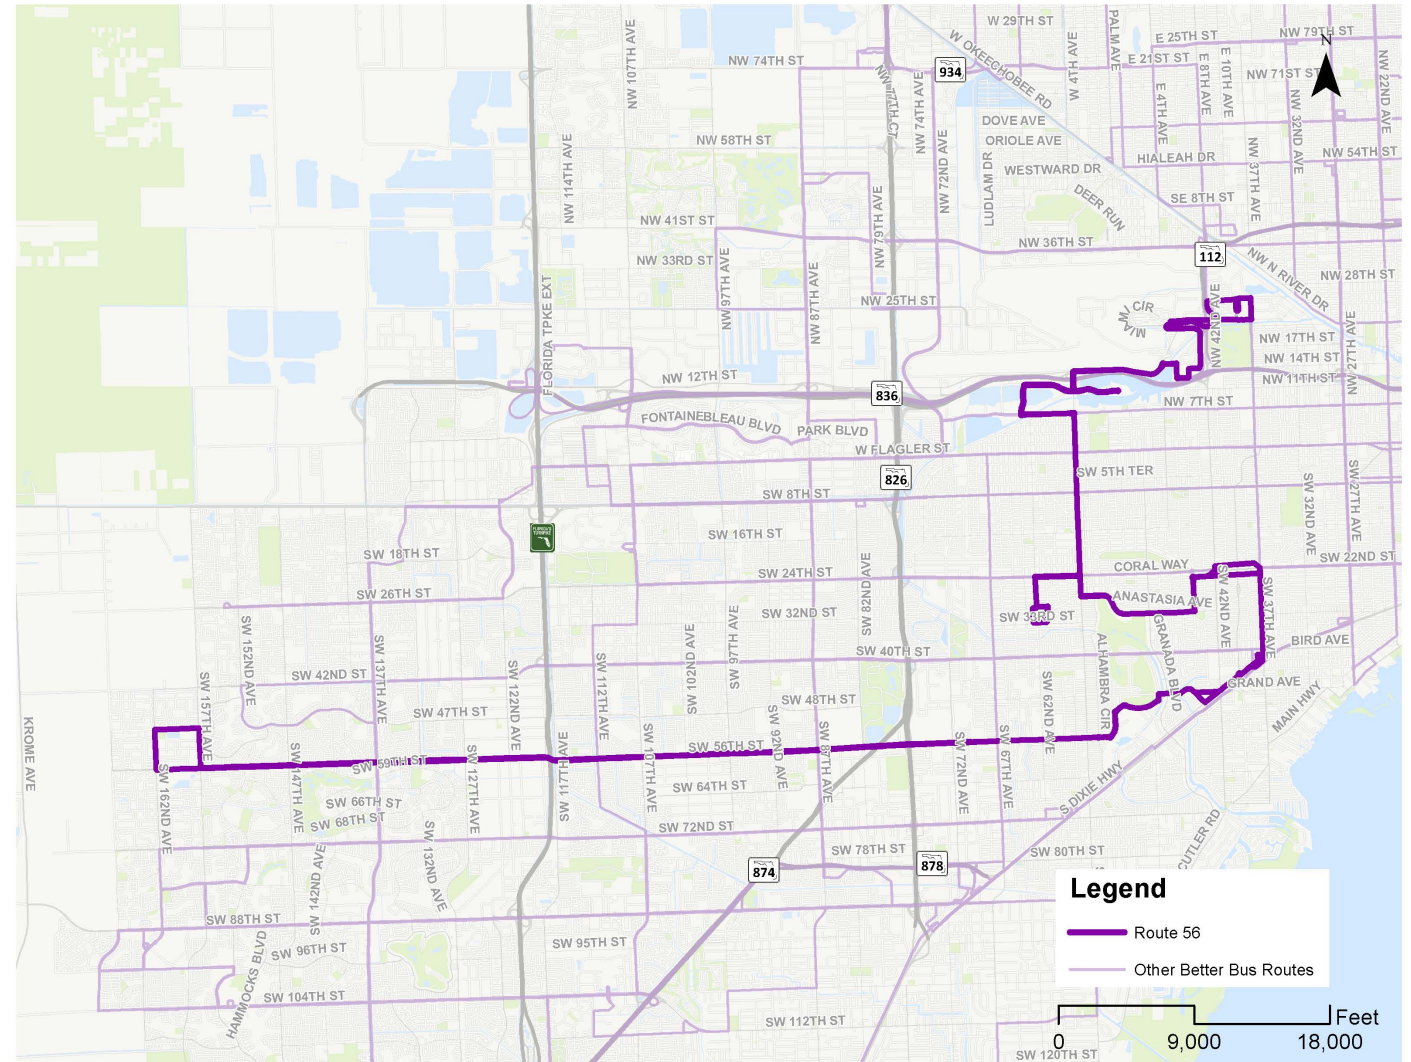 W 29TH ST
PALM AVE
E 25TH ST
NW 79TH ST
N
NW 107TH AVE
NW 74TH ST
NW 77TH CT
934
W OKEECHOBEE RD
W 4TH AVE
E 21ST ST
E 8TH AVE
E 10TH AVE
NW 71ST ST
NW 22ND AVE
NW 74TH AVE
E 4TH AVE
NW 32ND AVE
DOVE AVE
ORIOLE AVE
NW 58TH ST
NW 114TH AVE
NW 72ND AVE
LUDLAM DR
WESTWARD DR
HIALEAH DR
NW 54TH ST
NW 37TH AVE
DEER RUN
SE 8TH ST
NW 41ST ST
NW 79TH AVE
NW 36TH ST
112
NW 33RD ST
NW 97TH AVE
NW 87TH AVE
NW N RIVER DR
NW 28TH ST
FLORIDA TPKE EXT
NW 25TH ST
MIAMI CIR
NW 42ND AVE
NW 17TH ST
NW 27TH AVE
NW 14TH ST
NW 12TH ST
NW 11TH ST
836
NW 7TH ST
FONTAINEBLEAU BLVD
PARK BLVD
W FLAGLER ST
826
SW 5TH TER
SW 8TH ST
SW 32ND AVE
SW 27TH AVE
FLORIDA'S
TURNPIKE
SW 16TH ST
SW 18TH ST
SW 82ND AVE
SW 22ND ST
CORAL WAY
SW 24TH ST
SW 26TH ST
SW 42ND AVE
SW 37TH AVE
ANASTASIA AVE
SW 32ND ST
SW 33RD ST
SW 152ND AVE
SW 137TH AVE
SW 97TH AVE
SW 102ND AVE
GRANADA BLVD
ALHAMBRA CIR
BIRD AVE
SW 40TH ST
SW 42ND ST
SW 157TH AVE
SW 122ND AVE
SW 112TH AVE
SW 62ND AVE
GRAND AVE
SW 48TH ST
MAIN HWY
SW 47TH ST
KROME AVE
SW 92ND AVE
SW 87TH AVE
SW 107TH AVE
SW 117TH AVE
SW 56TH ST
SW 72ND AVE
SW 67TH AVE
SW 59TH ST
SW 147TH AVE
SW 127TH AVE
SW 162ND AVE
SW 64TH ST
S DIXIE HWY
SW 66TH ST
SW 68TH ST
SW 72ND ST
SW 132ND AVE
SW 142ND AVE
CUTLER RD
SW 78TH ST
SW 80TH ST
874
878
SW 88TH ST
SW 96TH ST
SW 95TH ST
HAMMOCKS BLVD
SW 104TH ST
SW 112TH ST
SW 120TH ST
Legend
Route 56
Other Better Bus Routes
Feet
0 9,000 18,000